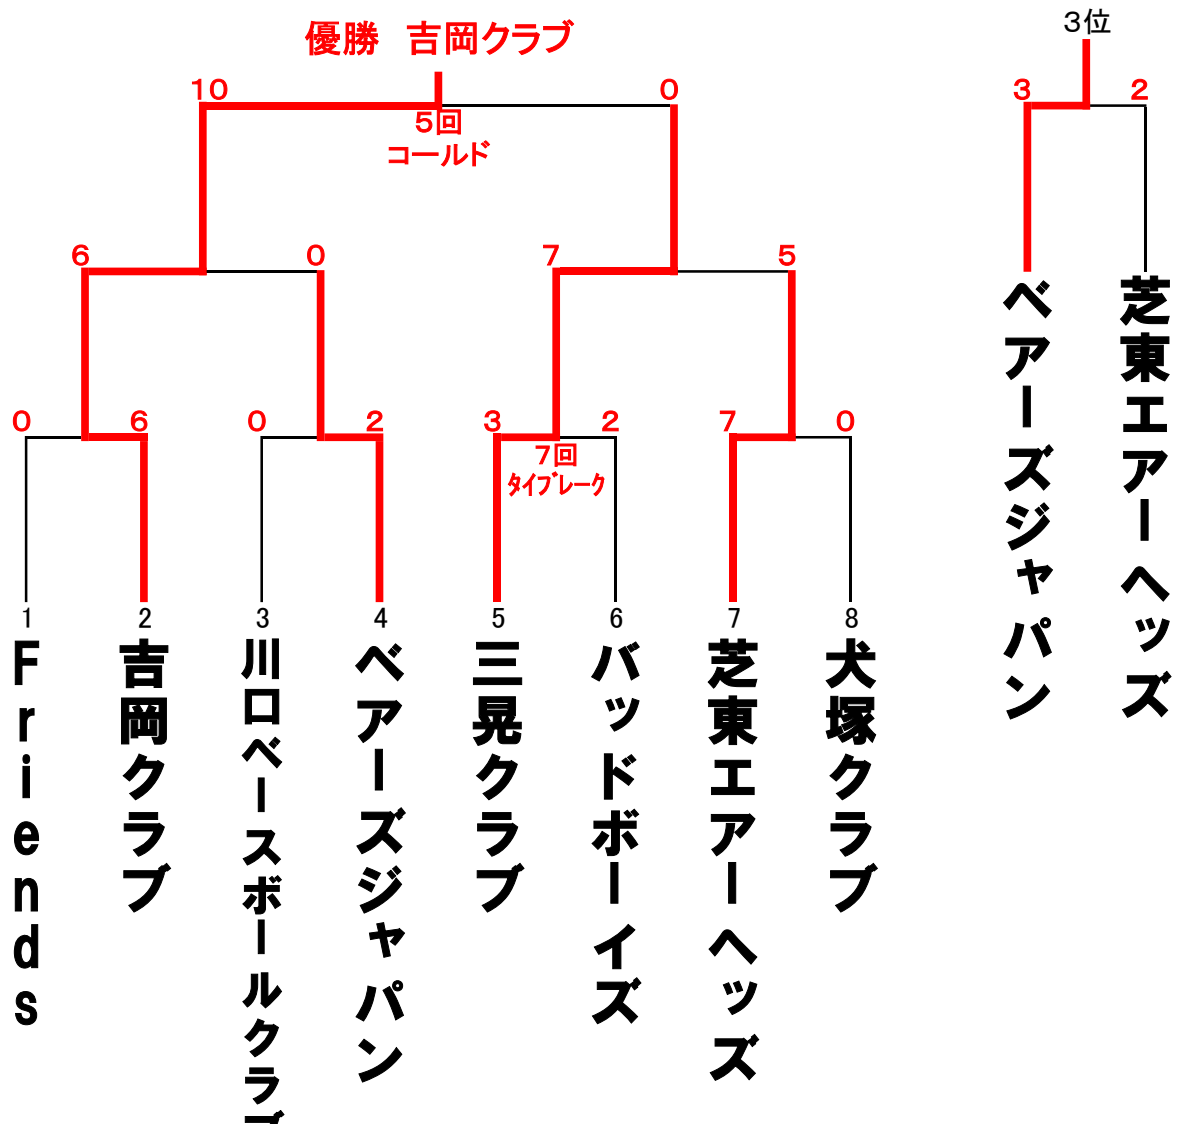 ３位
優勝　吉岡クラブ
10
0
3
2
5回
コールド
6
0
7
5
0
6
0
2
3
2
7
0
7回
ﾀｲﾌﾞﾚｰｸ
1
2
3
4
5
6
7
8
Friends
吉岡クラブ
川口ベースボールクラブ
ベアーズジャパン
三晃クラブ
バッドボーイズ
芝東エアーヘッズ
犬塚クラブ
ベアーズジャパン
芝東エアーヘッズ